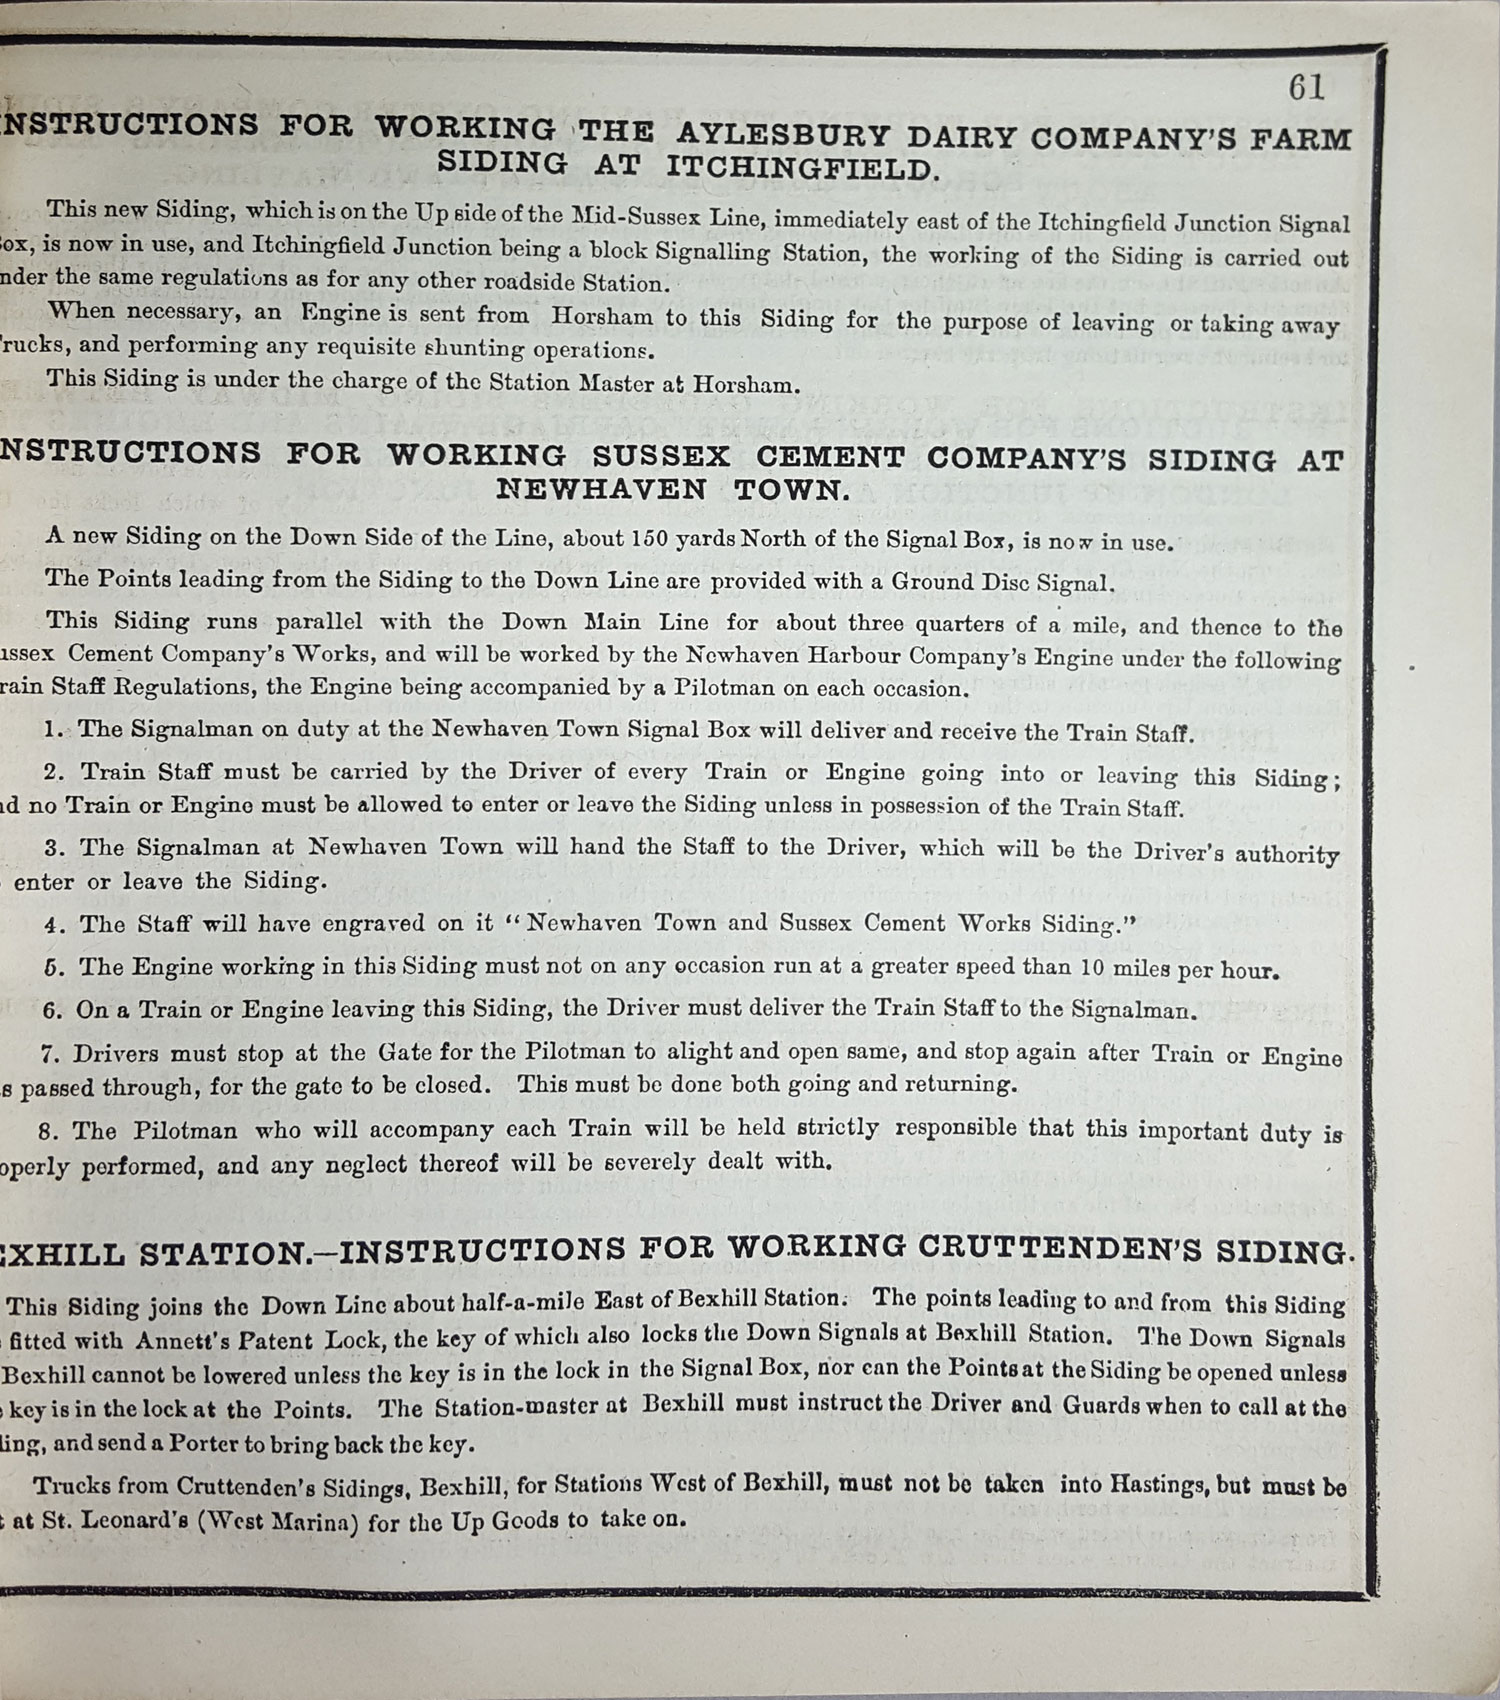 61
INSTRUCTIONS FOR WORKING THE AYLESBURY DAIRY COMPANY'S FARM
SIDING AT ITCHINGFIELD.
This new Siding, which is on the Up side of the Mid-Sussex Line, immediately east of the Itchingfield Junction Signal
ox, is now in use, and Itchingfield Junction being a block Signalling Station, the working of the Siding is carried out
nder the same regulations as for any other roadside Station.
When necessary, an Engine is sent from Horsham to this Siding for the purpose of leaving or taking away
rucks, and performing any requisite shunting operations.
This Siding is under the charge of the Station Master at Horsham.
NSTRUCTIONS FOR WORKING SUSSEX CEMENT COMPANY'S SIDING AT
NEWHAVEN TOWN.
A new Siding on the Down Side of the Line, about 150 yards North of the Signal Box, is now in use.
The Points leading from the Siding to the Down Line are provided with a Ground Disc Signal.
This Siding runs parallel with the Down Main Line for about three quarters of a mile, and thence to the
ussex Cement Company's Works, and will be worked by the Newhaven Harbour Company's Engine under the following
rain Staff Regulations, the Engine being accompanied by a Pilotman on each occasion.
1. The Signalman on duty at the Newhaven Town Signal Box will deliver and receive the Train Staff.
2. Train Staff must be carried by the Driver of every Train or Engine going into or leaving this Siding;
nd no Train or Engine must be allowed to enter or leave the Siding unless in possession of the Train Staff.
3. The Signalman at Newhaven Town will hand the Staff to the Driver, which will be the Driver's authority
enter or leave the Siding.
4. The Staff will have engraved on it "Newhaven Town and Sussex Cement Works Siding."
5. The Engine working in this Siding must not on any occasion run at a greater speed than 10 miles per hour.
6. On a Train or Engine leaving this Siding, the Driver must deliver the Train Staff to the Signalman.
7. Drivers must stop at the Gate for the Pilotman to alight and open same, and stop again after Train or Engine
s passed through, for the gate to be closed. This must be done both going and returning.
8. The Pilotman who will accompany each Train will be held strictly responsible that this important duty is
operly performed, and any neglect thereof will be severely dealt with.
EXHILL STATION.—INSTRUCTIONS FOR WORKING CRUTTENDEN'S SIDING.
This Siding joins the Down Line about half-a-mile East of Bexhill Station. The points leading to and from this Siding
fitted with Annett's Patent Lock, the key of which also locks the Down Signals at Bexhill Station. The Down Signals
Bexhill cannot be lowered unless the key is in the lock in the Signal Box, nor can the Points at the Siding be opened unless
key is in the lock at the Points. The Station-master at Bexhill must instruct the Driver and Guards when to call at the
ding, and send a Porter to bring back the key.
Trucks from Cruttenden's Sidings, Bexhill, for Stations West of Bexhill, must not be taken into Hastings, but must be
t at St. Leonard's (West Marina) for the Up Goods to take on.